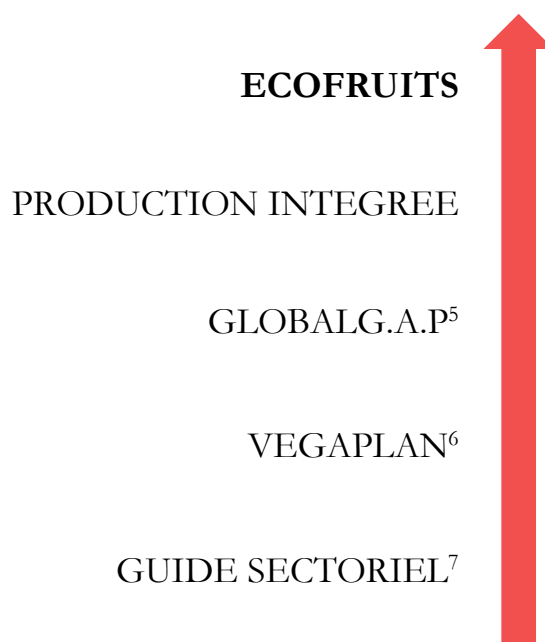 ECOFRUITS
PRODUCTION INTEGREE
GLOBALG.A.P⁵
VEGAPLAN⁶
GUIDE SECTORIEL⁷